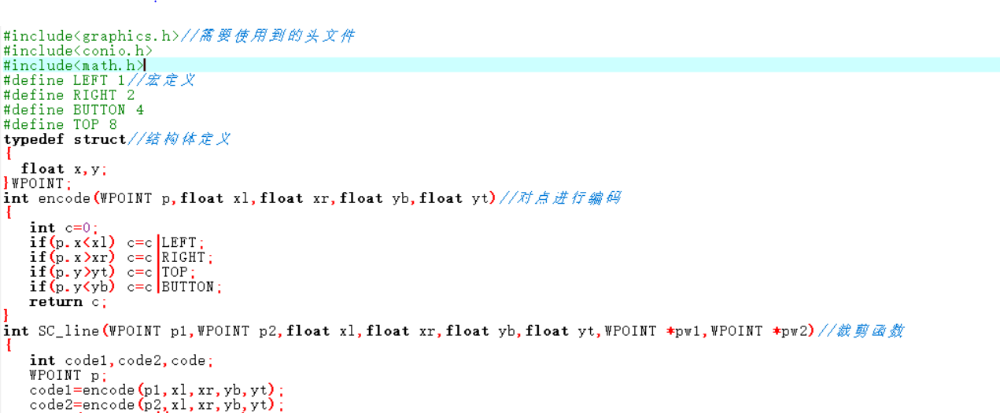 #include<graphics.h>//需要使用到的头文件
#include<conio.h>
#include<math.h>
#define LEFT 1//宏定义
#define RIGHT 2
#define BUTTON 4
#define TOP 8
typedef struct//结构体定义
{
  float x,y;
}WPOINT;
int encode(WPOINT p,float xl,float xr,float yb,float yt)//对点进行编码
{
   int c=0;
   if(p.x<xl) c=c|LEFT;
   if(p.x>xr) c=c|RIGHT;
   if(p.y>yt) c=c|TOP;
   if(p.y<yb) c=c|BUTTON;
   return c;
}
int SC_line(WPOINT p1,WPOINT p2,float xl,float xr,float yb,float yt,WPOINT *pw1,WPOINT *pw2)//裁剪函数
{
   int code1,code2,code;
   WPOINT p;
   code1=encode(p1,xl,xr,yb,yt);
   code2=encode(p2,xl,xr,yb,yt);